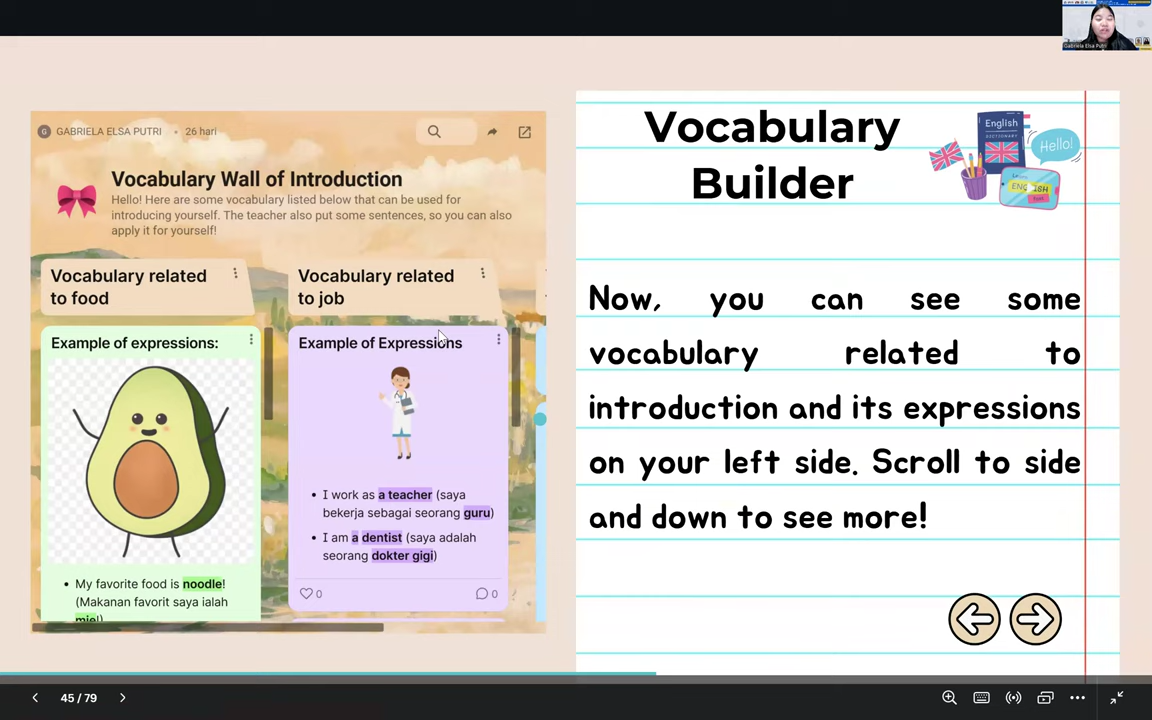 Gabriela Elsa Putri
G GABRIELA ELSA PUTRI • 26 hari
Vocabulary Wall of Introduction
Hello! Here are some vocabulary listed below that can be used for
introducing yourself. The teacher also put some sentences, so you can also
apply it for yourself!
Vocabulary related
to food
Example of expressions:
• My favorite food is noodle!
(Makanan favorit saya ialah
mie!)
Vocabulary related
to job
Example of Expressions
• I work as a teacher (saya
bekerja sebagai seorang guru)
• I am a dentist (saya adalah
seorang dokter gigi)
0
0
Vocabulary
Builder
English
DICTIONARY
Hello!
Now, you can see some
vocabulary related to
introduction and its expressions
on your left side. Scroll to side
and down to see more!
45 / 79